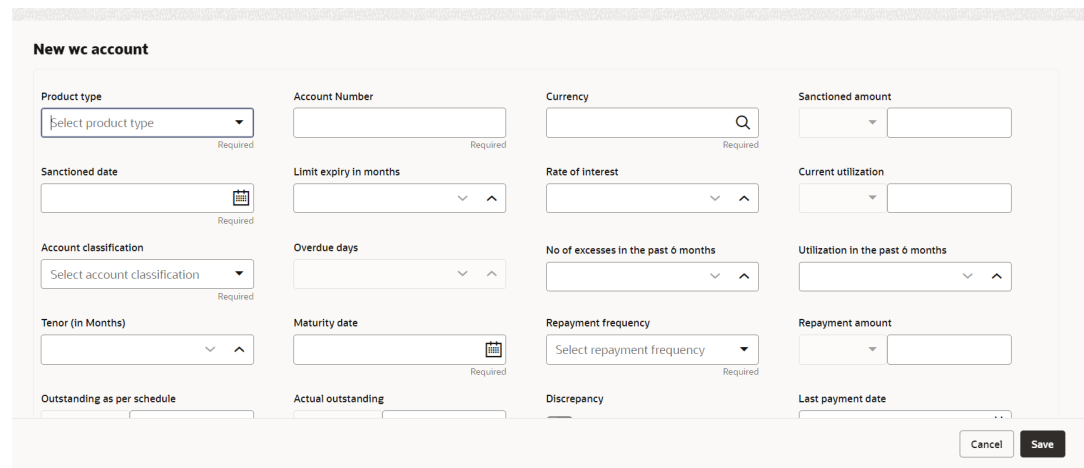 New wc account
Product type Account Number Currency Sanctioned amount
Select product type
Required Required Required
Sanctioned date Limit expiry in months Rate of interest Current utilization
Required
Account classification Overdue days No of excesses in the past 6 months Utilization in the past 6 months
Select account classification
Required
Tenor (in Months) Maturity date Repayment frequency Repayment amount
Select repayment frequency
Required Required
Outstanding as per schedule Actual outstanding Discrepancy Last payment date
Cancel Save